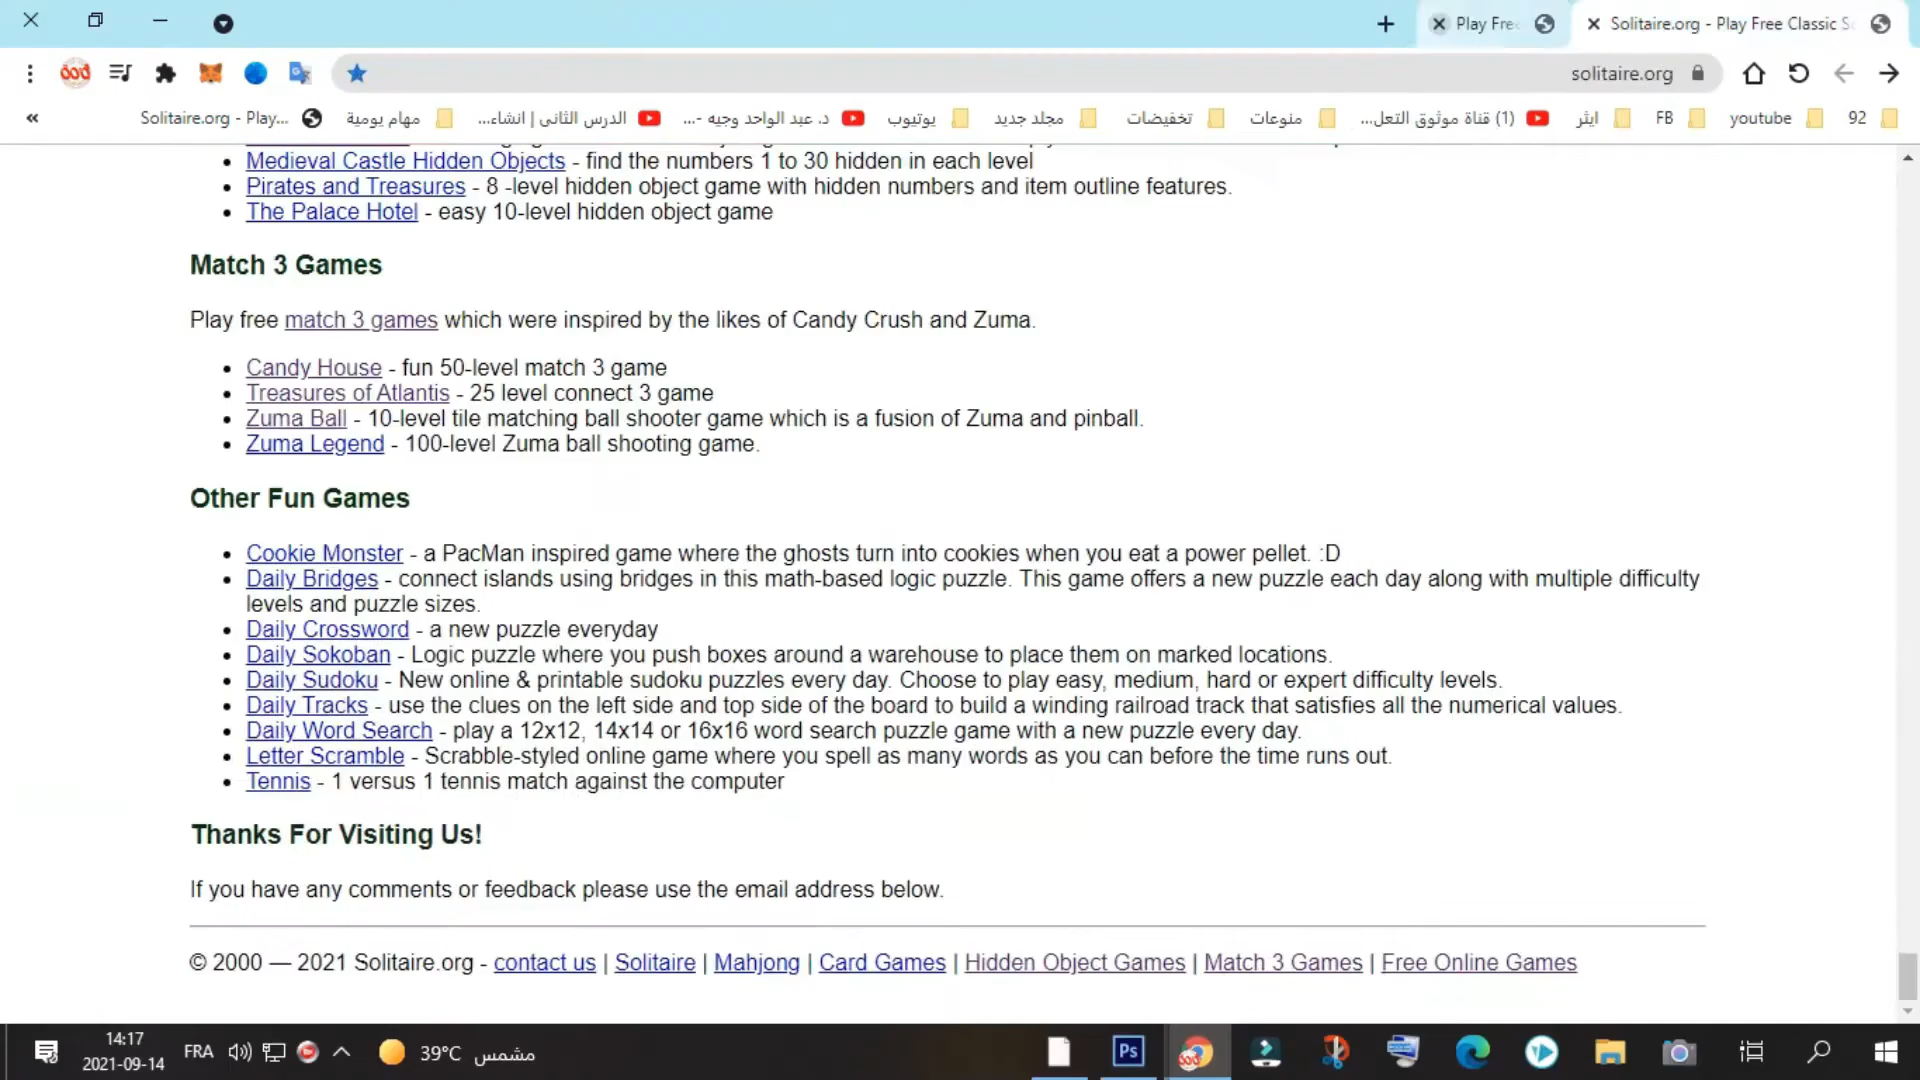 Play Fre
Solitaire.org - Play Free Classic S
solitaire.org
Solitaire.org - Play...
مهام يومية
الدرس الثانى | انشاء...
د. عبد الواحد وجيه -...
يوتيوب
مجلد جديد
تخفيضات
منوعات
(1) قناة موثوق التعل...
ايثر
FB
youtube
92
Medieval Castle Hidden Objects - find the numbers 1 to 30 hidden in each level
Pirates and Treasures - 8 -level hidden object game with hidden numbers and item outline features.
The Palace Hotel - easy 10-level hidden object game
Match 3 Games
Play free match 3 games which were inspired by the likes of Candy Crush and Zuma.
Candy House - fun 50-level match 3 game
Treasures of Atlantis - 25 level connect 3 game
Zuma Ball - 10-level tile matching ball shooter game which is a fusion of Zuma and pinball.
Zuma Legend - 100-level Zuma ball shooting game.
Other Fun Games
Cookie Monster - a PacMan inspired game where the ghosts turn into cookies when you eat a power pellet. :D
Daily Bridges - connect islands using bridges in this math-based logic puzzle. This game offers a new puzzle each day along with multiple difficulty
levels and puzzle sizes.
Daily Crossword - a new puzzle everyday
Daily Sokoban - Logic puzzle where you push boxes around a warehouse to place them on marked locations.
Daily Sudoku - New online & printable sudoku puzzles every day. Choose to play easy, medium, hard or expert difficulty levels.
Daily Tracks - use the clues on the left side and top side of the board to build a winding railroad track that satisfies all the numerical values.
Daily Word Search - play a 12x12, 14x14 or 16x16 word search puzzle game with a new puzzle every day.
Letter Scramble - Scrabble-styled online game where you spell as many words as you can before the time runs out.
Tennis - 1 versus 1 tennis match against the computer
Thanks For Visiting Us!
If you have any comments or feedback please use the email address below.
© 2000 — 2021 Solitaire.org - contact us | Solitaire | Mahjong | Card Games | Hidden Object Games | Match 3 Games | Free Online Games
14:17
2021-09-14
FRA
39°C مشمس
Ps